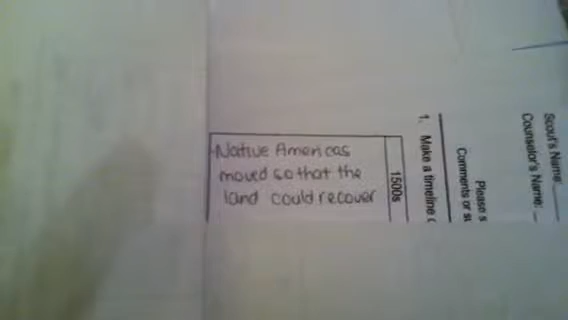 Scout's Name:
Counselor's Name:
Please s
Comments or su
1. Make a timeline o
1500s
-Native Americas
moved so that the
land could recover